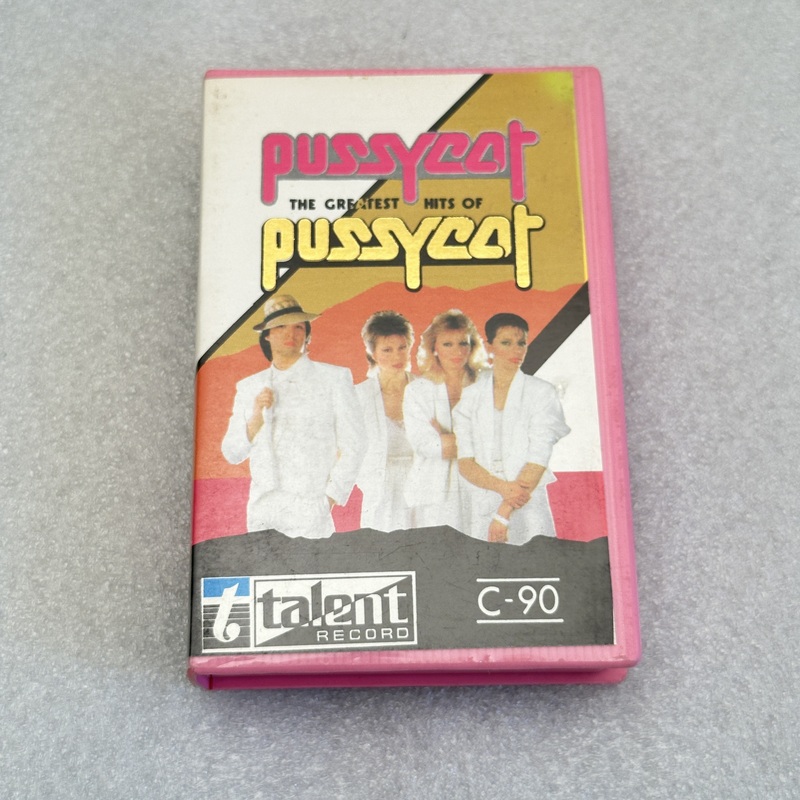 pussycat
THE GREATEST HITS OF
pussycat
t talent
RECORD
C-90